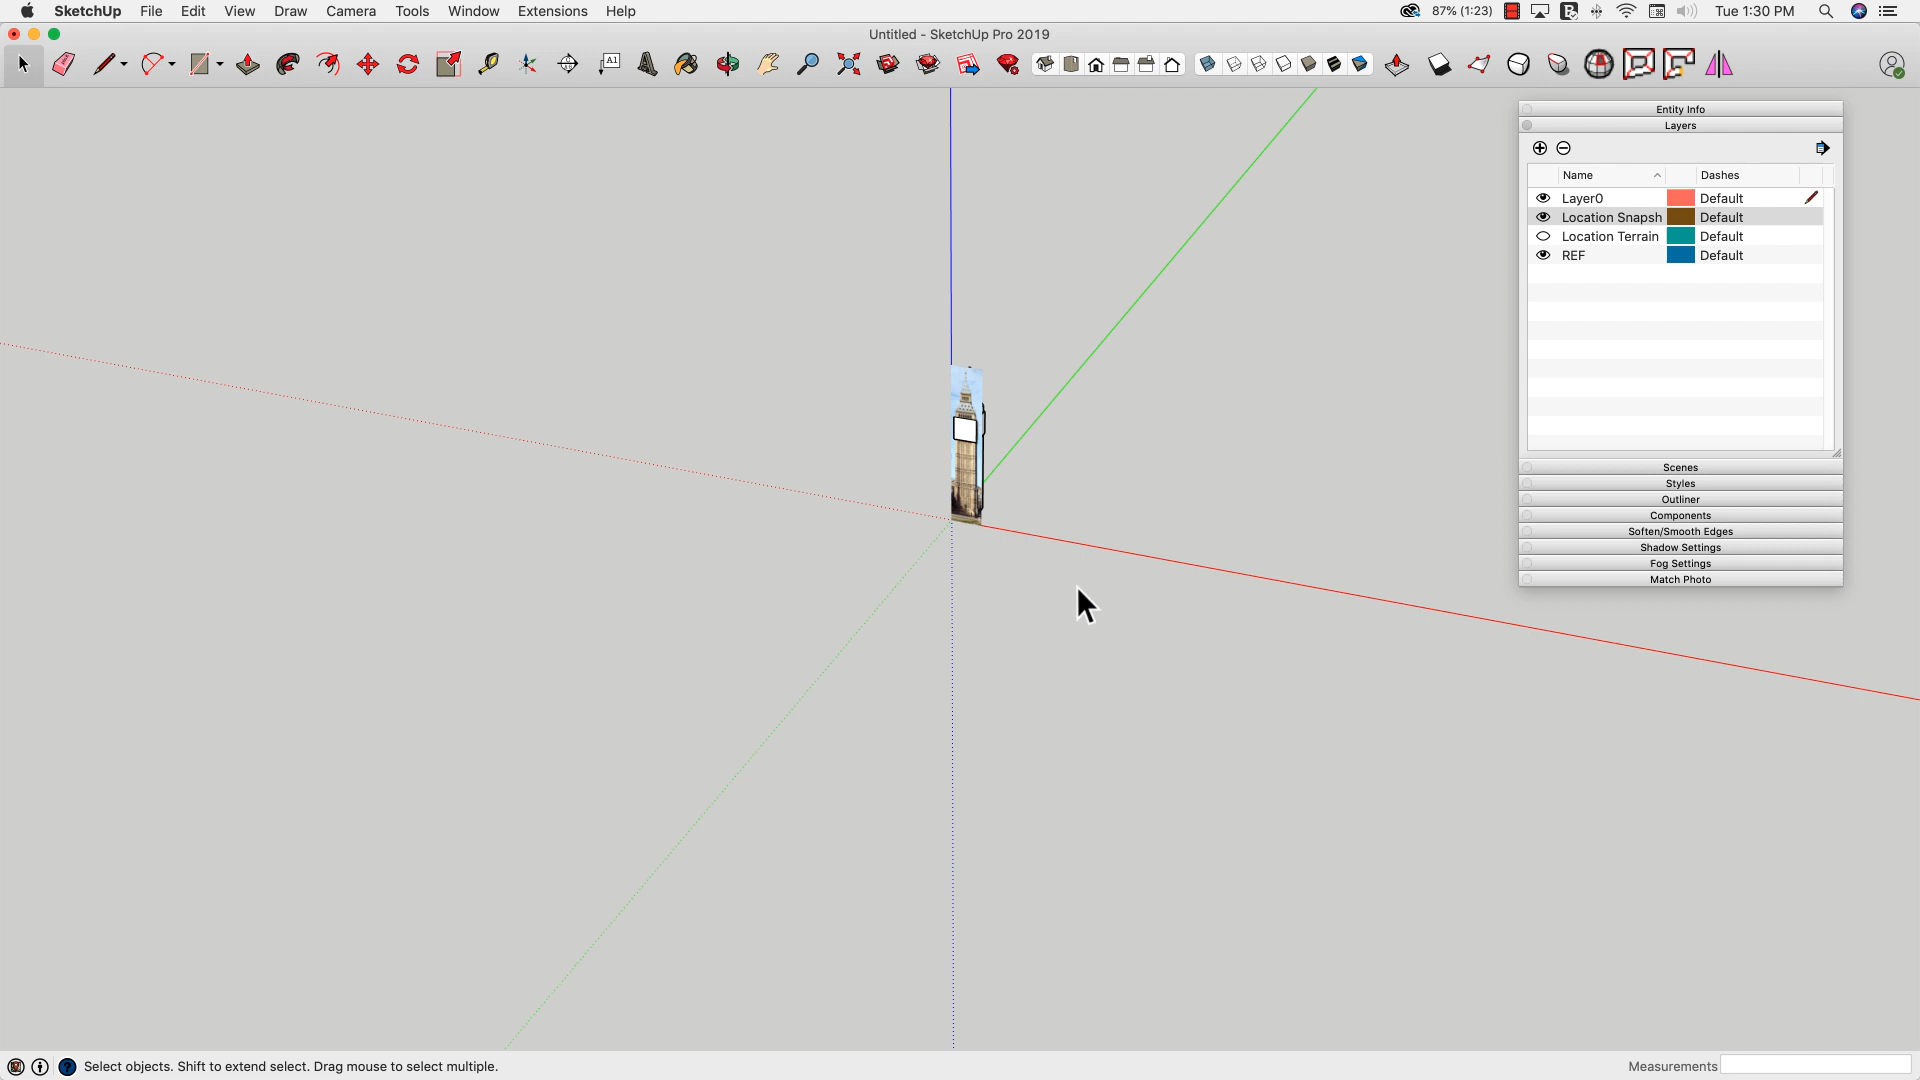 SketchUp File Edit View Draw Camera Tools Window Extensions Help 87% (1:23) Tue 1:30 PM
Untitled - SketchUp Pro 2019
A1
Entity Info
Layers
Name Dashes
Layer0 Default
Location Snapsh Default
Location Terrain Default
REF Default
Scenes
Styles
Outliner
Components
Soften/Smooth Edges
Shadow Settings
Fog Settings
Match Photo
Select objects. Shift to extend select. Drag mouse to select multiple. Measurements